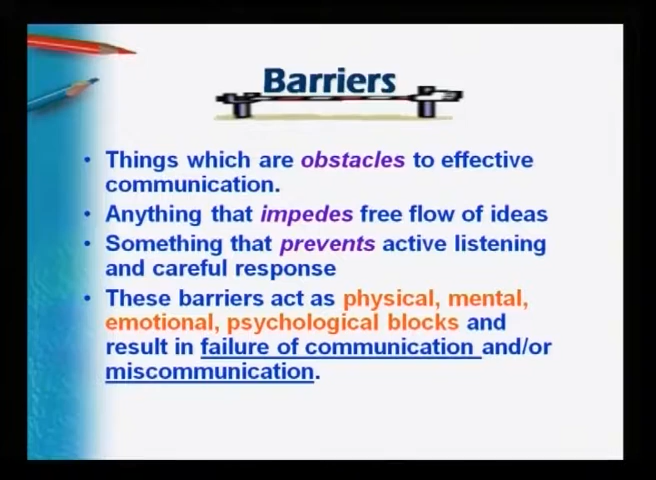 Barriers
• Things which are obstacles to effective
communication.
• Anything that impedes free flow of ideas
• Something that prevents active listening
and careful response
• These barriers act as physical, mental,
emotional, psychological blocks and
result in failure of communication and/or
miscommunication.